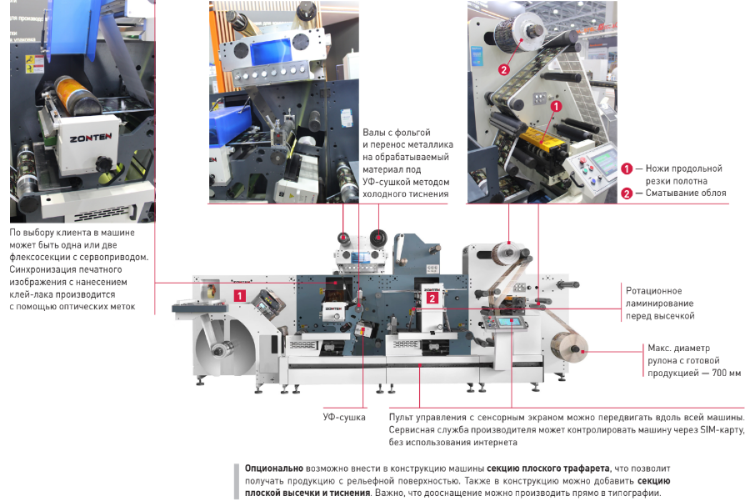 ZONTEN
По выбору клиента в машине
может быть одна или две
флексосекции с сервоприводом.
Синхронизация печатного
изображения с нанесением
клей-лака производится
с помощью оптических меток
Валы с фольгой
и перенос металлика
на обрабатываемый
материал под
УФ-сушкой методом
холодного тиснения
2
1
1 — Ножи продольной
резки полотна
2 — Сматывание облоя
ZONTEN
1
ZONTEN
2
Ротационное
ламинирование
перед высечкой
Макс. диаметр
рулона с готовой
продукцией — 700 мм
УФ-сушка
Пульт управления с сенсорным экраном можно передвигать вдоль всей машины.
Сервисная служба производителя может контролировать машину через SIM-карту,
без использования интернета
Опционально возможно внести в конструкцию машины секцию плоского трафарета, что позволит
получать продукцию с рельефной поверхностью. Также в конструкцию можно добавить секцию
плоской высечки и тиснения. Важно, что дооснащение можно производить прямо в типографии.